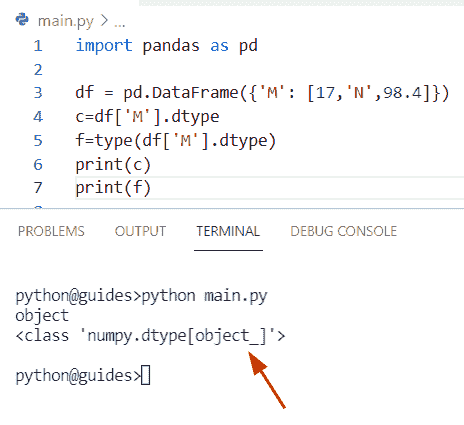 main.py > ...
1 import pandas as pd
2
3 df = pd.DataFrame({'M': [17,'N',98.4]})
4 c=df['M'].dtype
5 f=type(df['M'].dtype)
6 print(c)
7 print(f)
PROBLEMS OUTPUT TERMINAL DEBUG CONSOLE
python@guides>python main.py
object
<class 'numpy.dtype[object_]'>
python@guides>